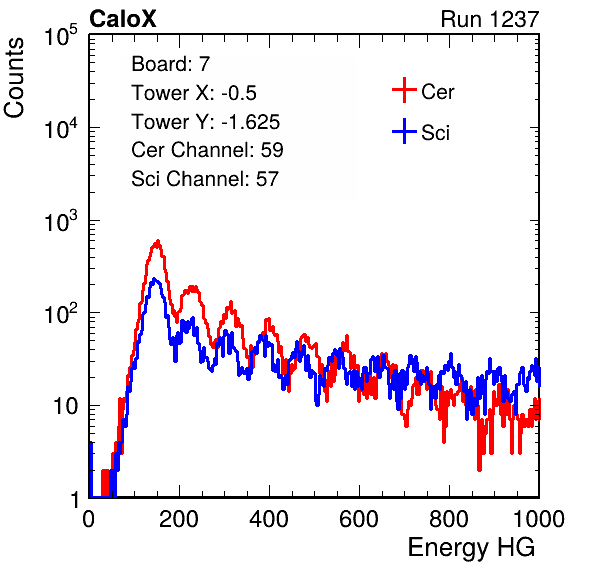 CaloX Run 1237
Counts
10^5
10^4
10^3
10^2
10
1
Board: 7
Tower X: -0.5
Tower Y: -1.625
Cer Channel: 59
Sci Channel: 57
Cer
Sci
0 200 400 600 800 1000
Energy HG